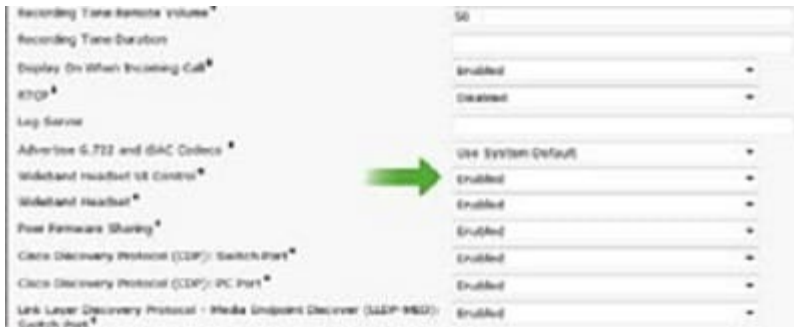 Recording Tone Remote Volume* 50
Recording Tone Duration
Display On When Incoming Call* Enabled
RTCP* Disabled
Log Server
Advertise G.722 and iSAC Codecs * Use System Default
Wideband Headset UI Control* Enabled
Wideband Headset* Enabled
Peer Firmware Sharing* Enabled
Cisco Discovery Protocol (CDP): Switch Port* Enabled
Cisco Discovery Protocol (CDP): PC Port* Enabled
Link Layer Discovery Protocol - Media Endpoint Discover (LLDP-MED): Enabled
Switch Port*